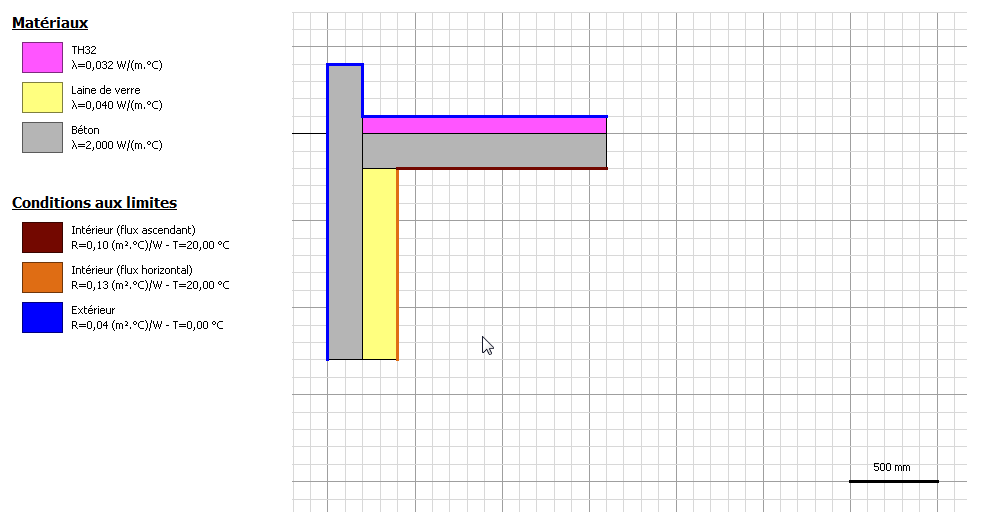 Matériaux
TH32
λ=0,032 W/(m.°C)
Laine de verre
λ=0,040 W/(m.°C)
Béton
λ=2,000 W/(m.°C)
Conditions aux limites
Intérieur (flux ascendant)
R=0,10 (m².°C)/W - T=20,00 °C
Intérieur (flux horizontal)
R=0,13 (m².°C)/W - T=20,00 °C
Extérieur
R=0,04 (m².°C)/W - T=0,00 °C
500 mm